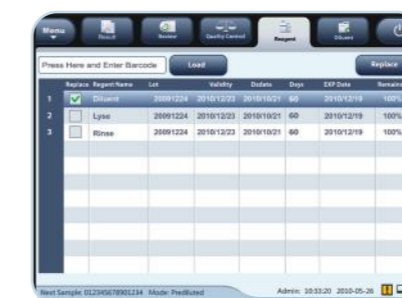 Menu
Result
Review
Quality Control
Reagent
Diluent
Press Here and Enter Barcode
Load
Replace
Replace Regent Name Lot Validity Dodate Days EXP Date Remains
1 Diluent 20091224 2010/12/23 2010/10/21 60 2010/12/19 100%
2 Lyse 20091224 2010/12/23 2010/10/21 60 2010/12/19 100%
3 Rinse 20091224 2010/12/23 2010/10/21 60 2010/12/19 100%
Next Sample: 012345678901234 Mode: Prediluted Admin: 10:33:20 2010-05-26